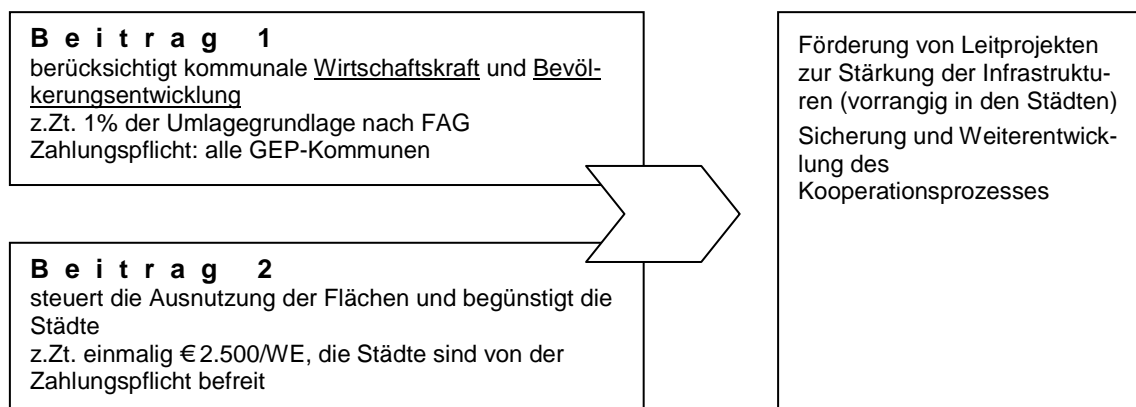 Beitrag 1
berücksichtigt kommunale Wirtschaftskraft und Bevöl-
kerungsentwicklung
z.Zt. 1% der Umlagegrundlage nach FAG
Zahlungspflicht: alle GEP-Kommunen
Beitrag 2
steuert die Ausnutzung der Flächen und begünstigt die
Städte
z.Zt. einmalig € 2.500/WE, die Städte sind von der
Zahlungspflicht befreit
Förderung von Leitprojekten
zur Stärkung der Infrastruktu-
ren (vorrangig in den Städten)
Sicherung und Weiterentwick-
lung des
Kooperationsprozesses